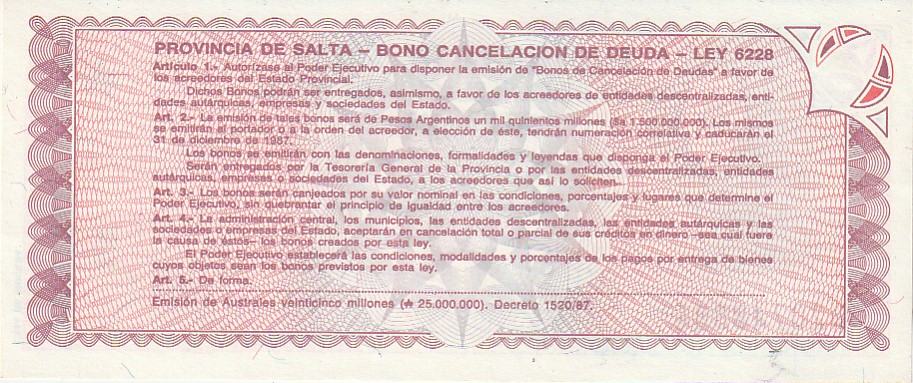 PROVINCIA DE SALTA – BONO CANCELACION DE DEUDA – LEY 6228
Artículo 1.- Autorízase al Poder Ejecutivo para disponer la emisión de "Bonos de Cancelación de Deudas" a favor de
los acreedores del Estado Provincial.
Dichos Bonos podrán ser entregados, asimismo, a favor de los acreedores de entidades descentralizadas, enti-
dades autárquicas, empresas y sociedades del Estado.
Art. 2.- La emisión de tales bonos será de Pesos Argentinos un mil quinientos millones ($a 1.500.000.000). Los mismos
se emitirán al portador o a la orden del acreedor, a elección de éste, tendrán numeración correlativa y caducarán el
31 de diciembre de 1987.
Los bonos se emitirán con las denominaciones, formalidades y leyendas que disponga el Poder Ejecutivo.
Serán entregados por la Tesorería General de la Provincia o por las entidades descentralizadas, entidades
autárquicas, empresas o sociedades del Estado, a los acreedores que así lo soliciten.
Art. 3.- Los bonos serán canjeados por su valor nominal en las condiciones, porcentajes y lugares que determine el
Poder Ejecutivo, sin quebrantar el principio de igualdad entre los acreedores.
Art. 4.- La administración central, los municipios, las entidades descentralizadas, las entidades autárquicas y las
sociedades o empresas del Estado, aceptarán en cancelación total o parcial de sus créditos en dinero –sea cual fuere
la causa de éstos– los bonos creados por esta ley.
El Poder Ejecutivo establecerá las condiciones, modalidades y porcentajes de los pagos por entrega de bienes
cuyos objetos sean los bonos previstos por esta ley.
Art. 5.- De forma.
Emisión de Australes veinticinco millones (₳ 25.000.000). Decreto 1520/87.